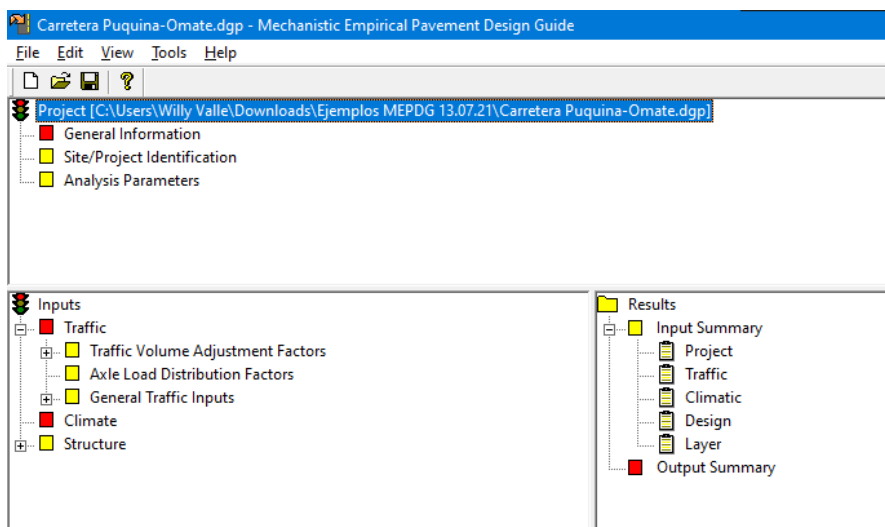 Carretera Puquina-Omate.dgp - Mechanistic Empirical Pavement Design Guide
File Edit View Tools Help
Project [C:\Users\Willy Valle\Downloads\Ejemplos MEPDG 13.07.21\Carretera Puquina-Omate.dgp]
General Information
Site/Project Identification
Analysis Parameters
Inputs
Traffic
Traffic Volume Adjustment Factors
Axle Load Distribution Factors
General Traffic Inputs
Climate
Structure
Results
Input Summary
Project
Traffic
Climatic
Design
Layer
Output Summary